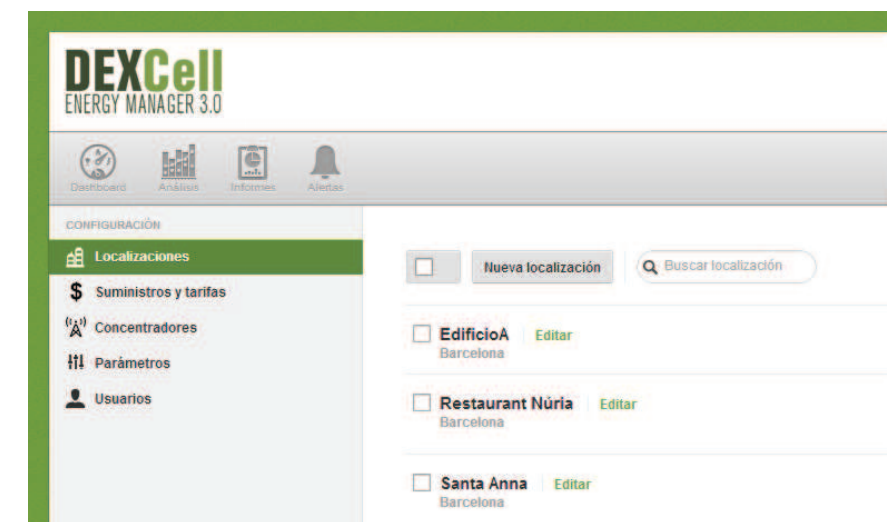 DEXCell
ENERGY MANAGER 3.0
Dashboard Análisis Informes Alertas
CONFIGURACIÓN
Localizaciones
Suministros y tarifas
Concentradores
Parámetros
Usuarios
Nueva localización Buscar localización
EdificioA Editar
Barcelona
Restaurant Núria Editar
Barcelona
Santa Anna Editar
Barcelona